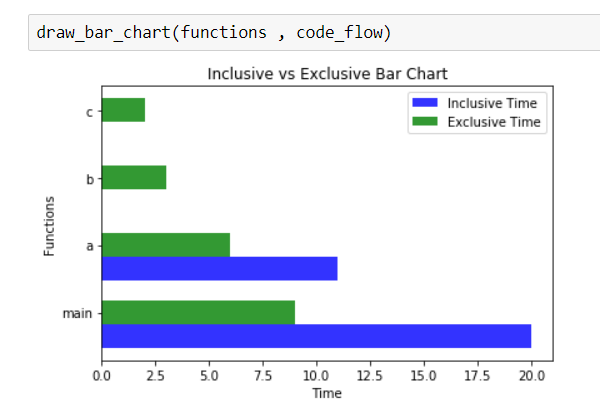 draw_bar_chart(functions , code_flow)
Inclusive vs Exclusive Bar Chart
Inclusive Time
Exclusive Time
c
b
a
main
Functions
0.0 2.5 5.0 7.5 10.0 12.5 15.0 17.5 20.0
Time